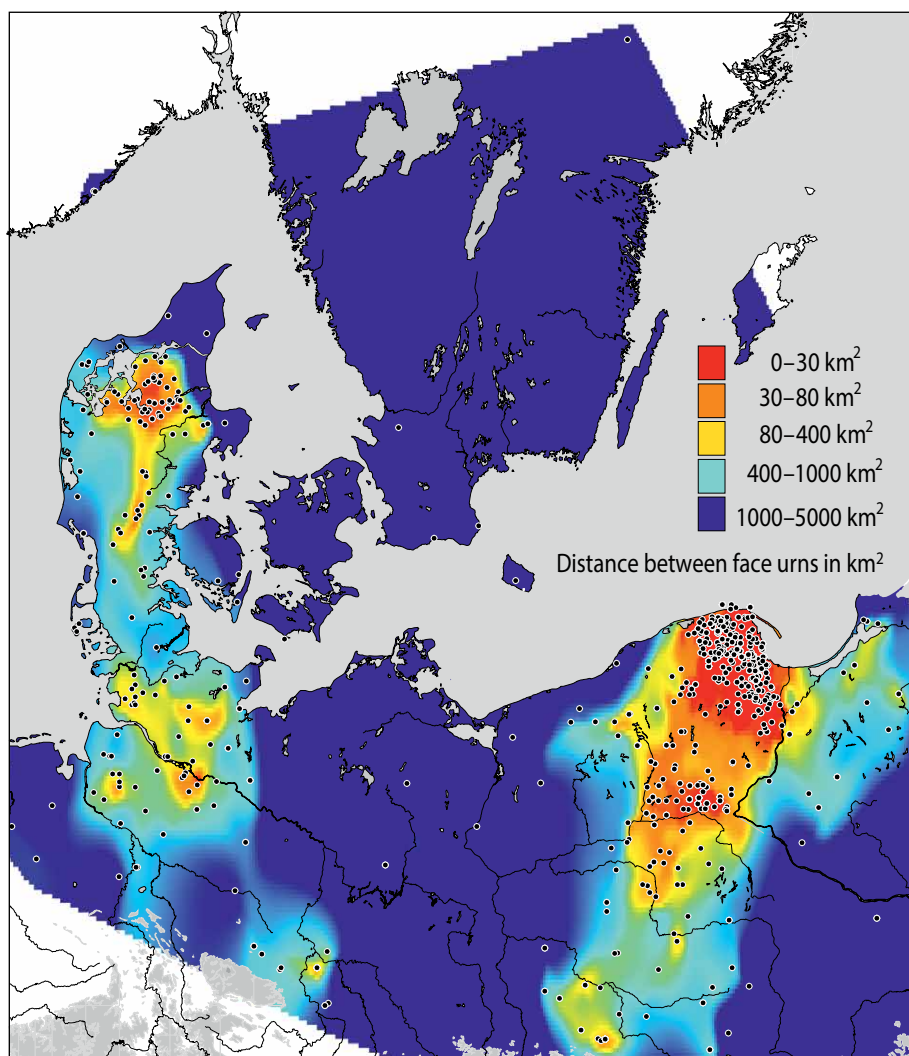 0–30 km²
30–80 km²
80–400 km²
400–1000 km²
1000–5000 km²
Distance between face urns in km²